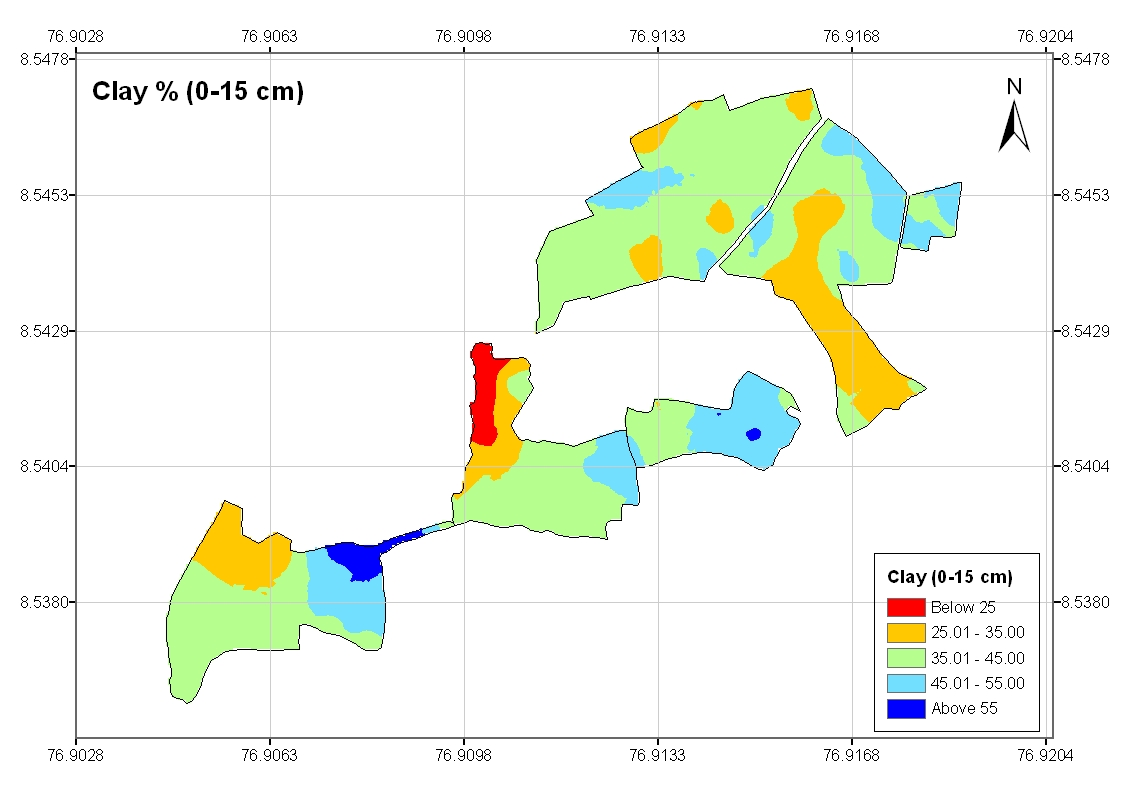 76.9028 76.9063 76.9098 76.9133 76.9168 76.9204
8.5478 8.5478
Clay % (0-15 cm)
N
8.5453 8.5453
8.5429 8.5429
8.5404 8.5404
Clay (0-15 cm)
8.5380 8.5380
Below 25
25.01 - 35.00
35.01 - 45.00
45.01 - 55.00
Above 55
76.9028 76.9063 76.9098 76.9133 76.9168 76.9204